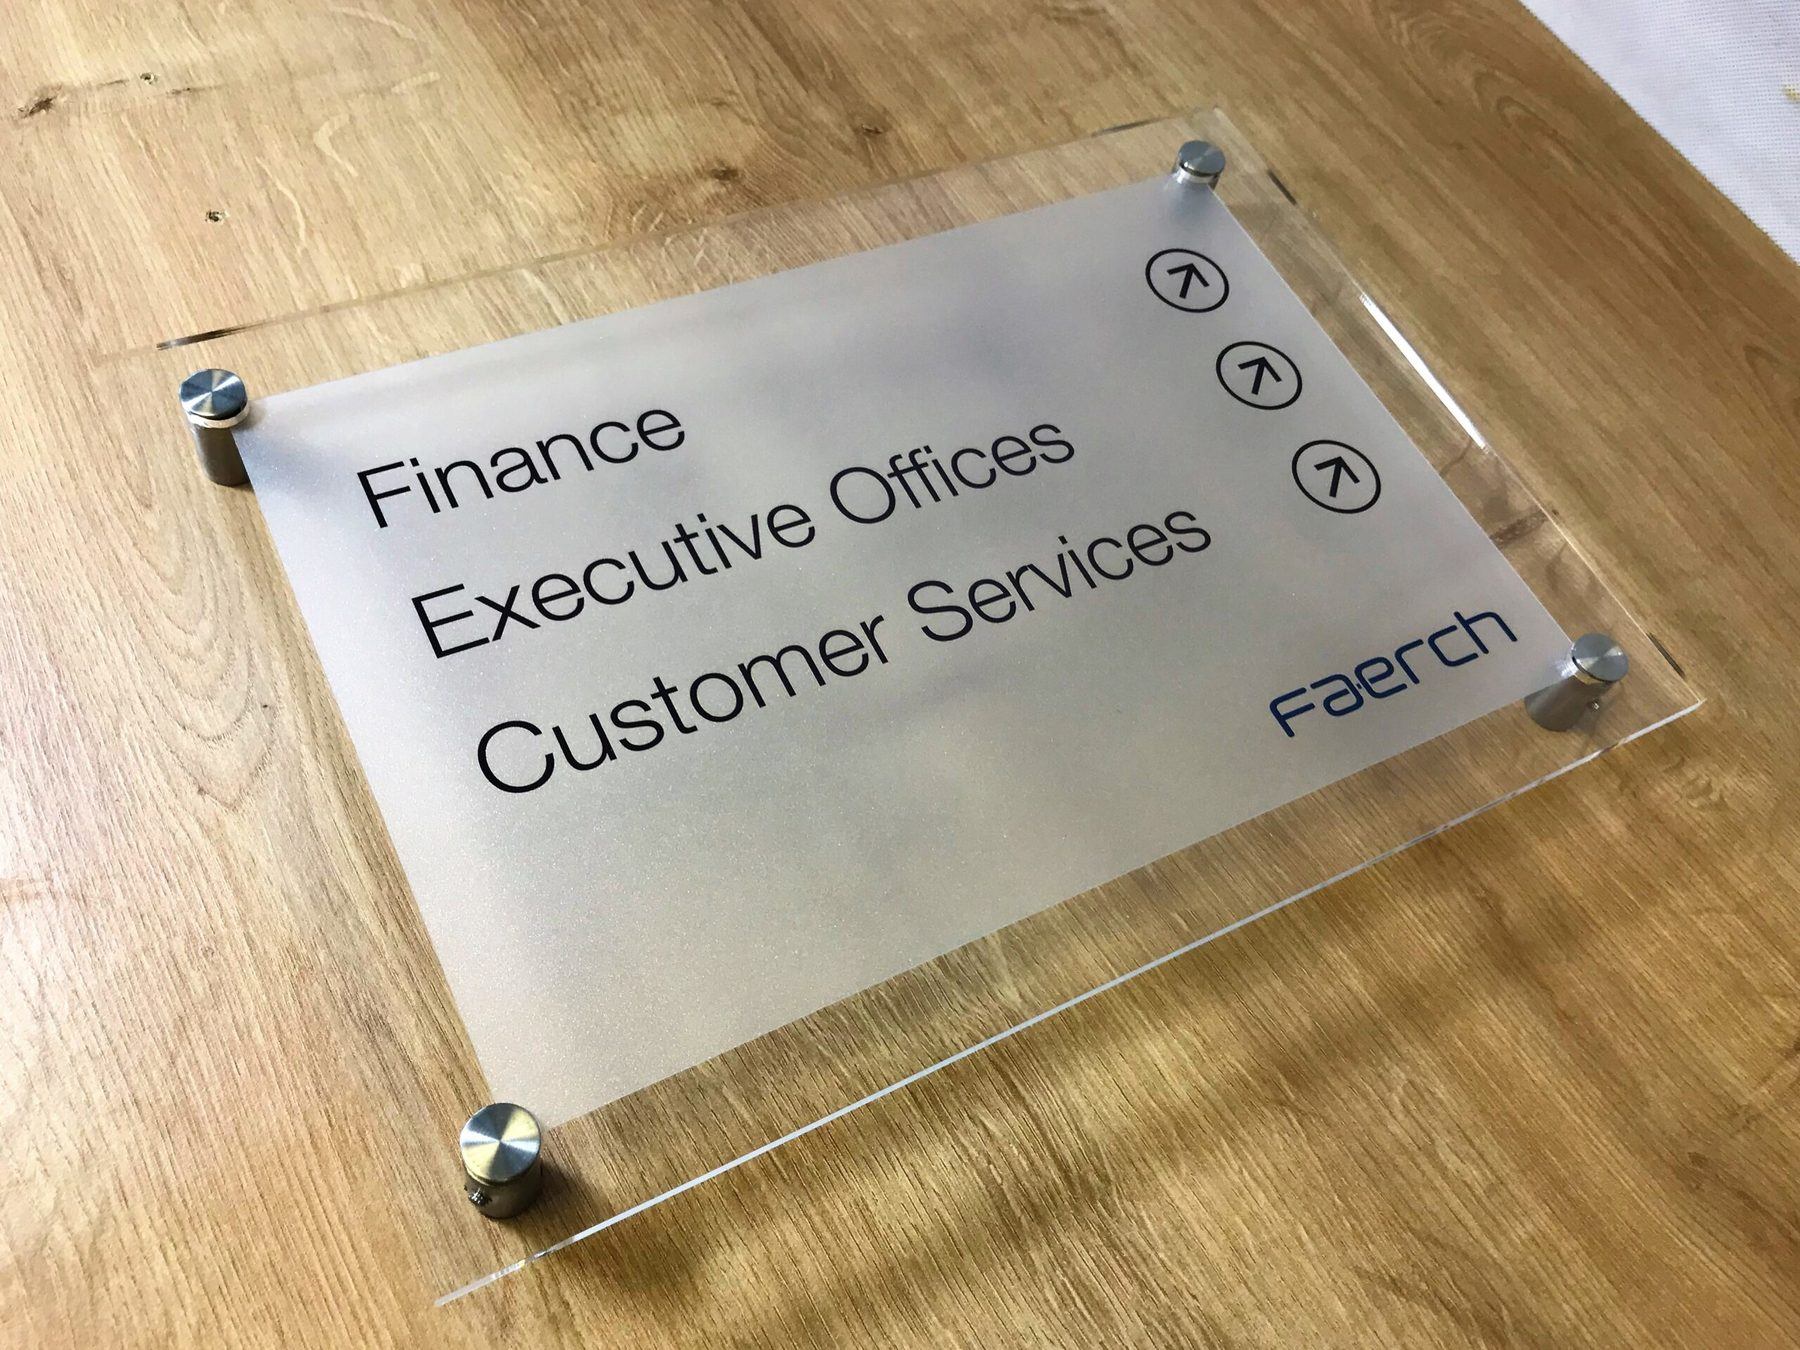 Finance
Executive Offices
Customer Services
Faerch